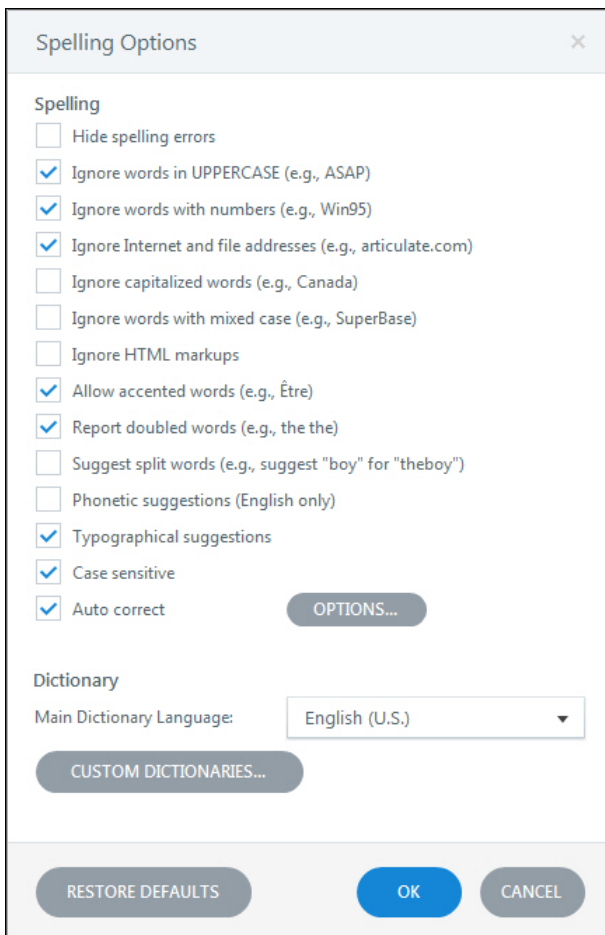 Spelling Options
Spelling
Hide spelling errors
Ignore words in UPPERCASE (e.g., ASAP)
Ignore words with numbers (e.g., Win95)
Ignore Internet and file addresses (e.g., articulate.com)
Ignore capitalized words (e.g., Canada)
Ignore words with mixed case (e.g., SuperBase)
Ignore HTML markups
Allow accented words (e.g., Être)
Report doubled words (e.g., the the)
Suggest split words (e.g., suggest "boy" for "theboy")
Phonetic suggestions (English only)
Typographical suggestions
Case sensitive
Auto correct OPTIONS...
Dictionary
Main Dictionary Language: English (U.S.)
CUSTOM DICTIONARIES...
RESTORE DEFAULTS OK CANCEL